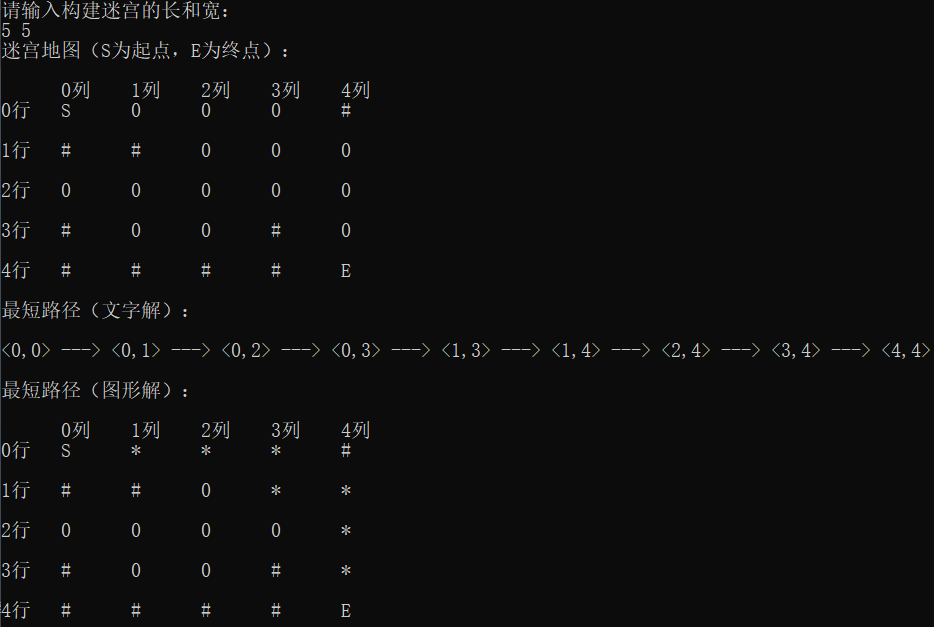 请输入构建迷宫的长和宽：
5 5
迷宫地图（S为起点，E为终点）：
0列 1列 2列 3列 4列
0行 S 0 0 0 #
1行 # # 0 0 0
2行 0 0 0 0 0
3行 # 0 0 # 0
4行 # # # # E
最短路径（文字解）：
<0,0> ---> <0,1> ---> <0,2> ---> <0,3> ---> <1,3> ---> <1,4> ---> <2,4> ---> <3,4> ---> <4,4>
最短路径（图形解）：
0列 1列 2列 3列 4列
0行 S * * * #
1行 # # 0 * *
2行 0 0 0 0 *
3行 # 0 0 # *
4行 # # # # E